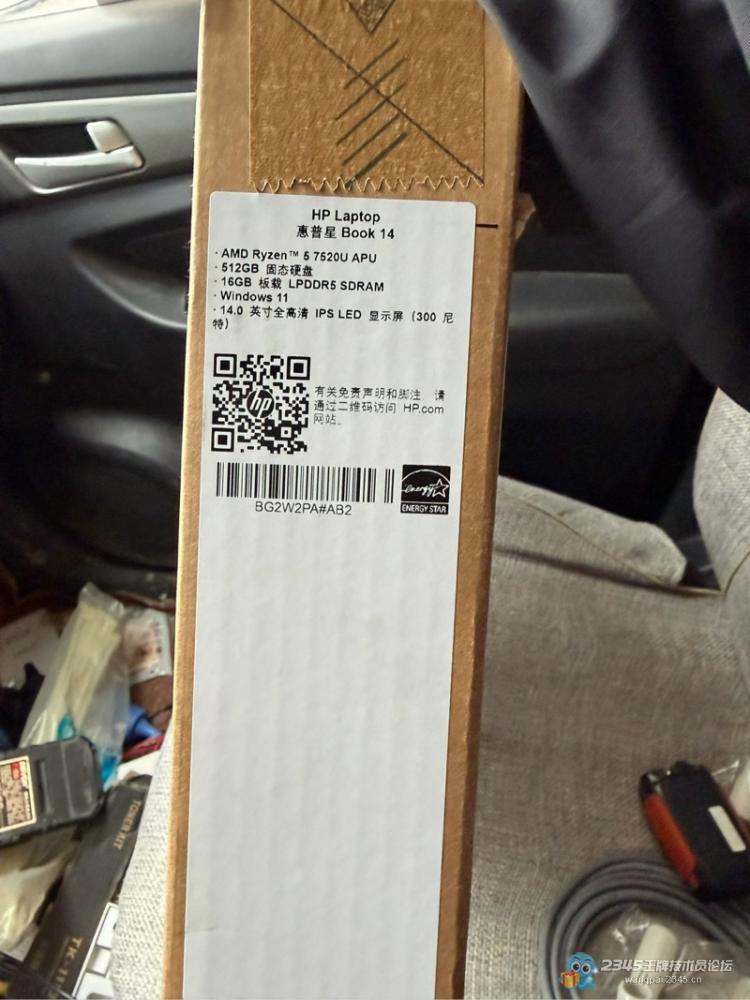 HP Laptop
惠普星 Book 14
· AMD Ryzen™ 5 7520U APU
· 512GB 固态硬盘
· 16GB 板载 LPDDR5 SDRAM
· Windows 11
· 14.0 英寸全高清 IPS LED 显示屏（300 尼
特）
hp
有关免责声明和脚注，请
通过二维码访问 HP.com
网站。
BG2W2PA#AB2
energy
ENERGY STAR
TONER KIT
2345王牌技术员论坛
wangpai.2345.cn